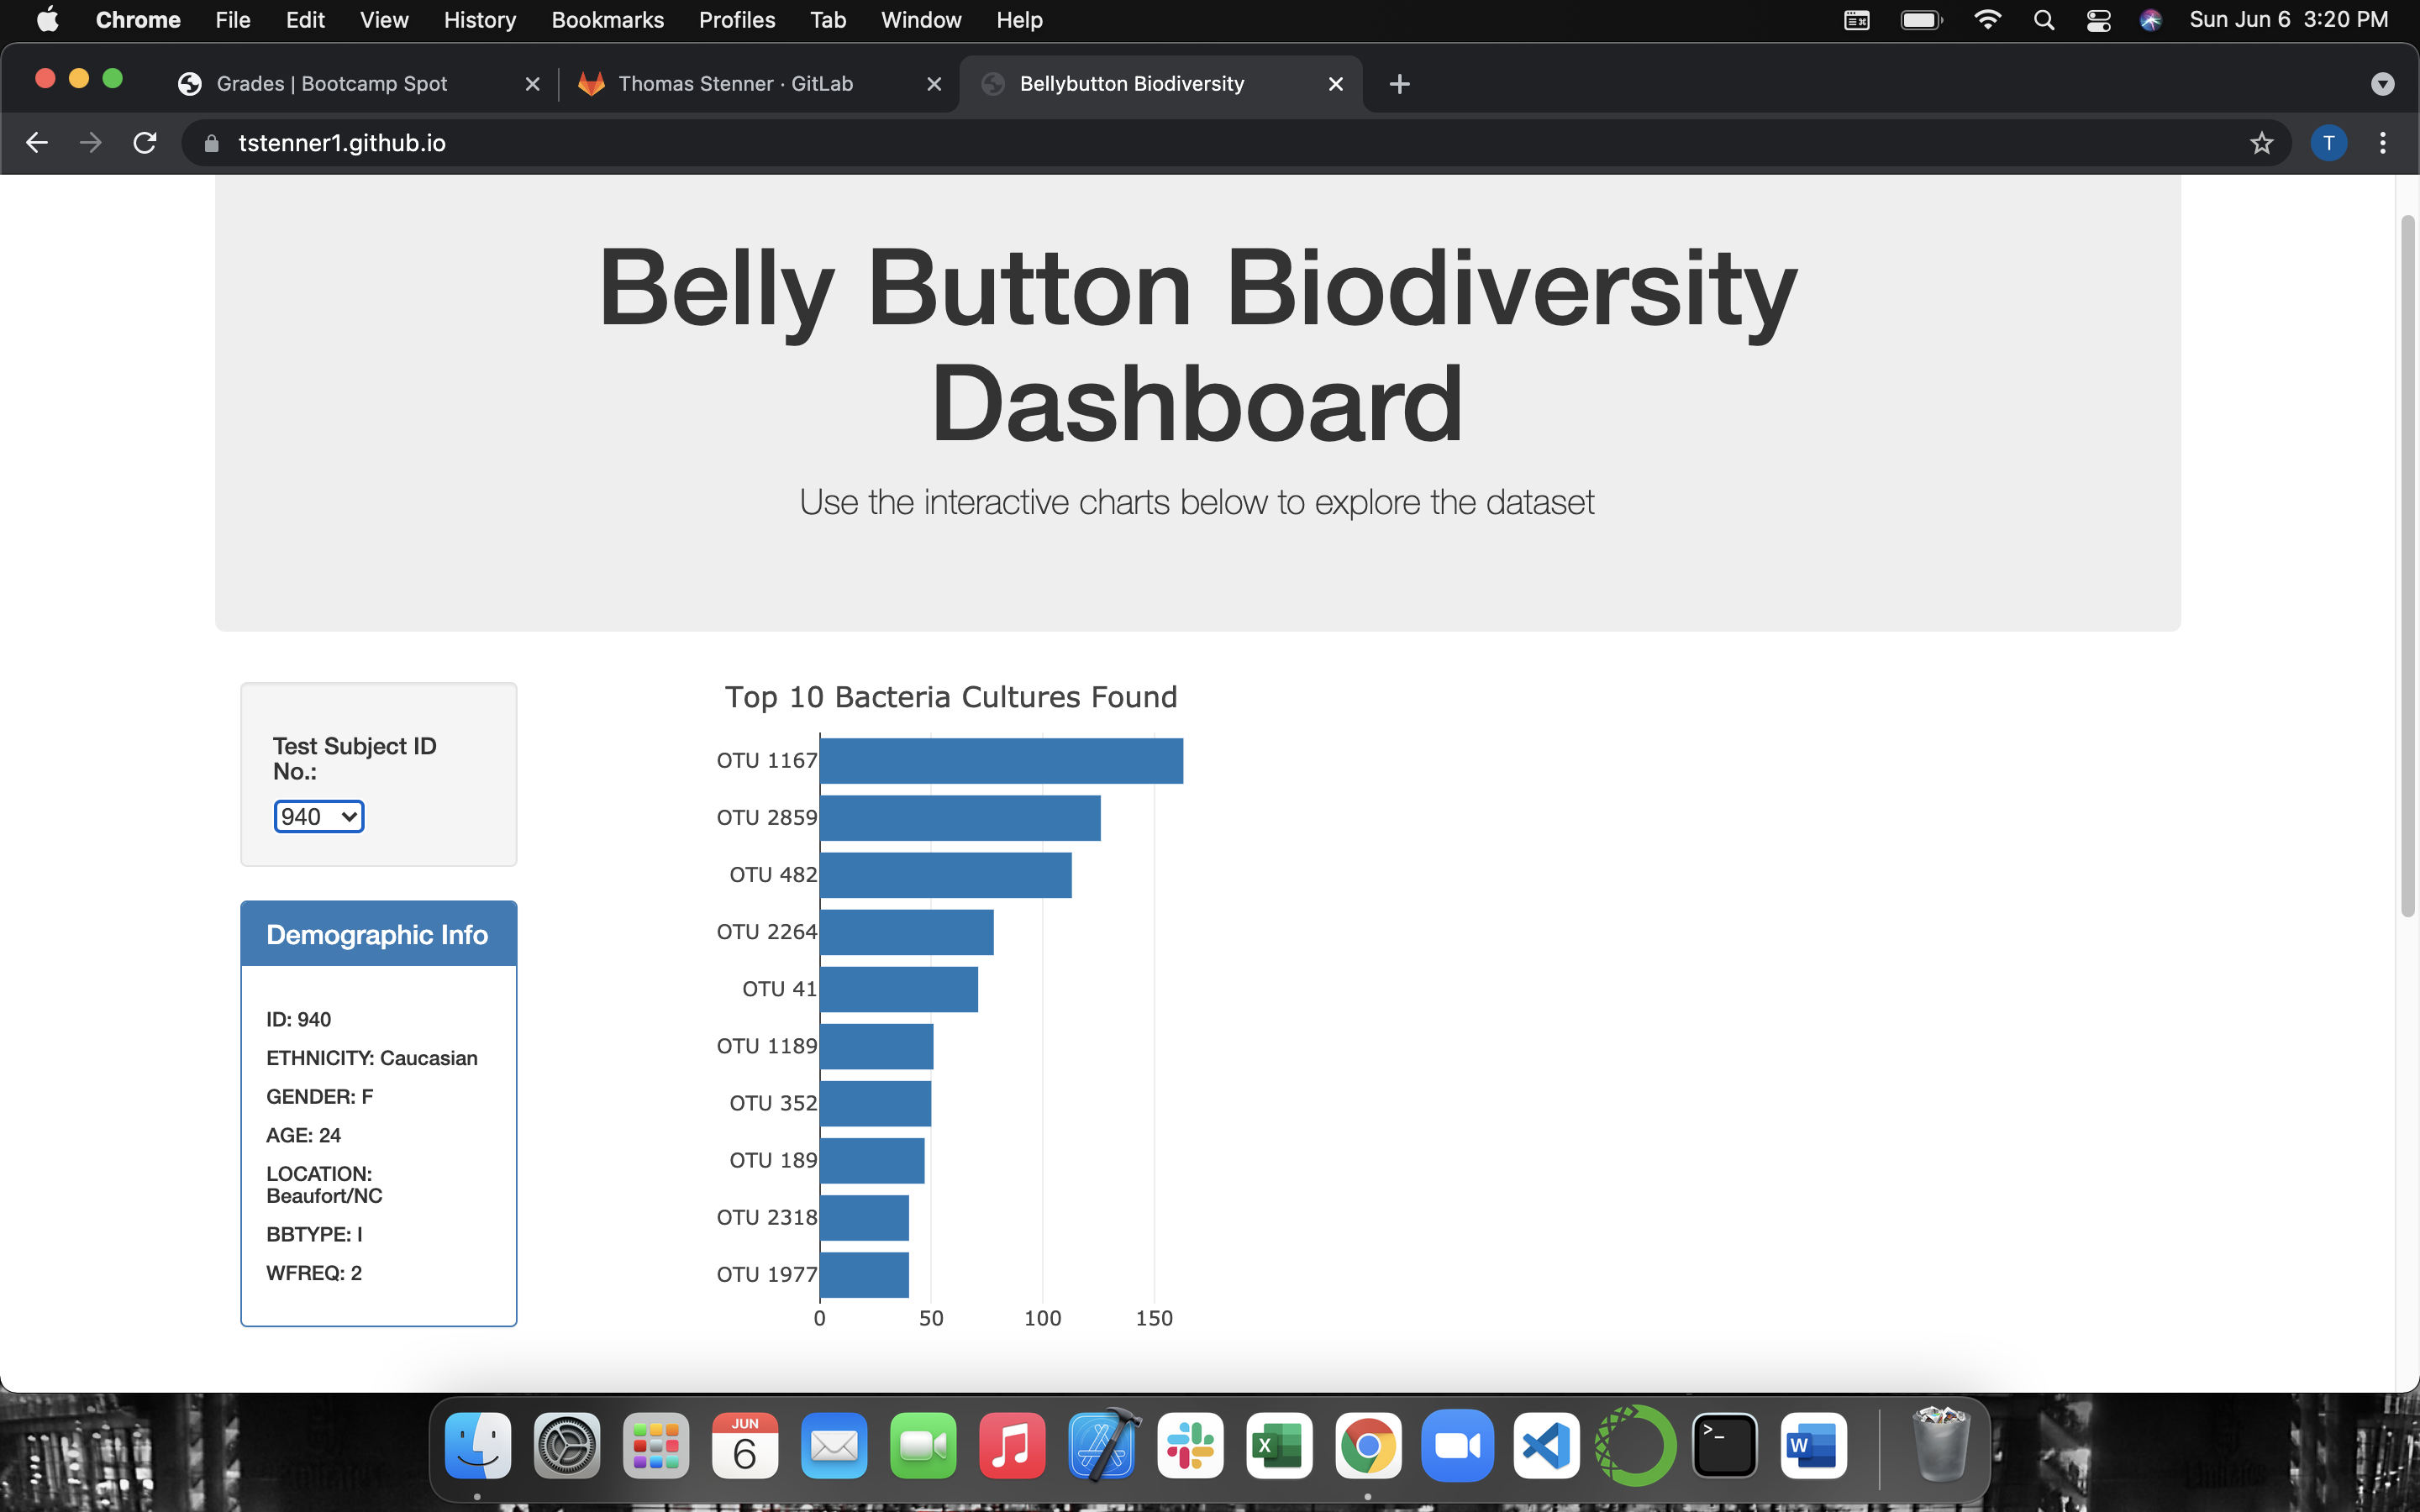 Chrome File Edit View History Bookmarks Profiles Tab Window Help Sun Jun 6 3:20 PM
Grades | Bootcamp Spot Thomas Stenner · GitLab Bellybutton Biodiversity
tstenner1.github.io T
Belly Button Biodiversity
Dashboard
Use the interactive charts below to explore the dataset
Test Subject ID
No.:
940
Demographic Info
ID: 940
ETHNICITY: Caucasian
GENDER: F
AGE: 24
LOCATION:
Beaufort/NC
BBTYPE: I
WFREQ: 2
Top 10 Bacteria Cultures Found
OTU 1167
OTU 2859
OTU 482
OTU 2264
OTU 41
OTU 1189
OTU 352
OTU 189
OTU 2318
OTU 1977
0 50 100 150
JUN
6
X
>_
W